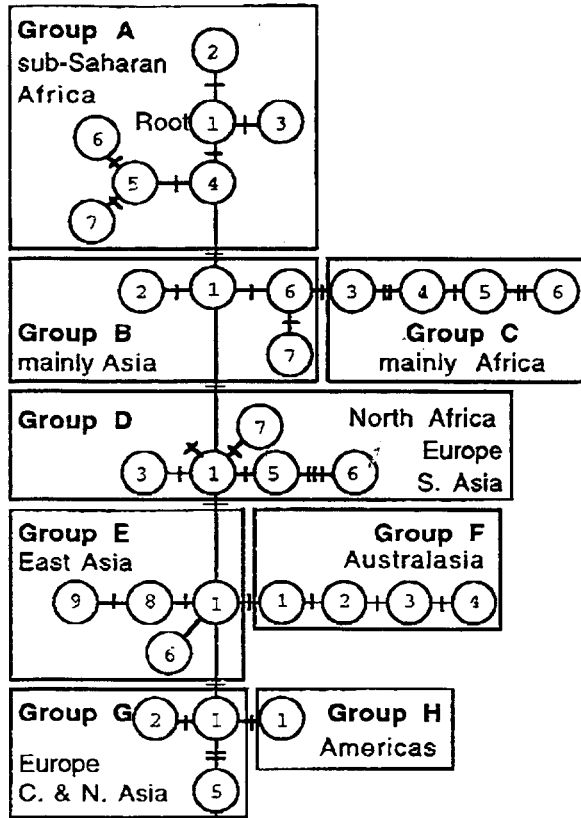 Group A
sub-Saharan
Africa
2
Root 1 3
6
5 4
7
2 1 6 3 4 5 6
Group B
mainly Asia
7
Group C
mainly Africa
Group D
North Africa
Europe
S. Asia
7
3 1 5 6
Group E
East Asia
Group F
Australasia
9 8 1 1 2 3 4
6
Group G
2 1 1
Group H
Americas
Europe
C. & N. Asia
5